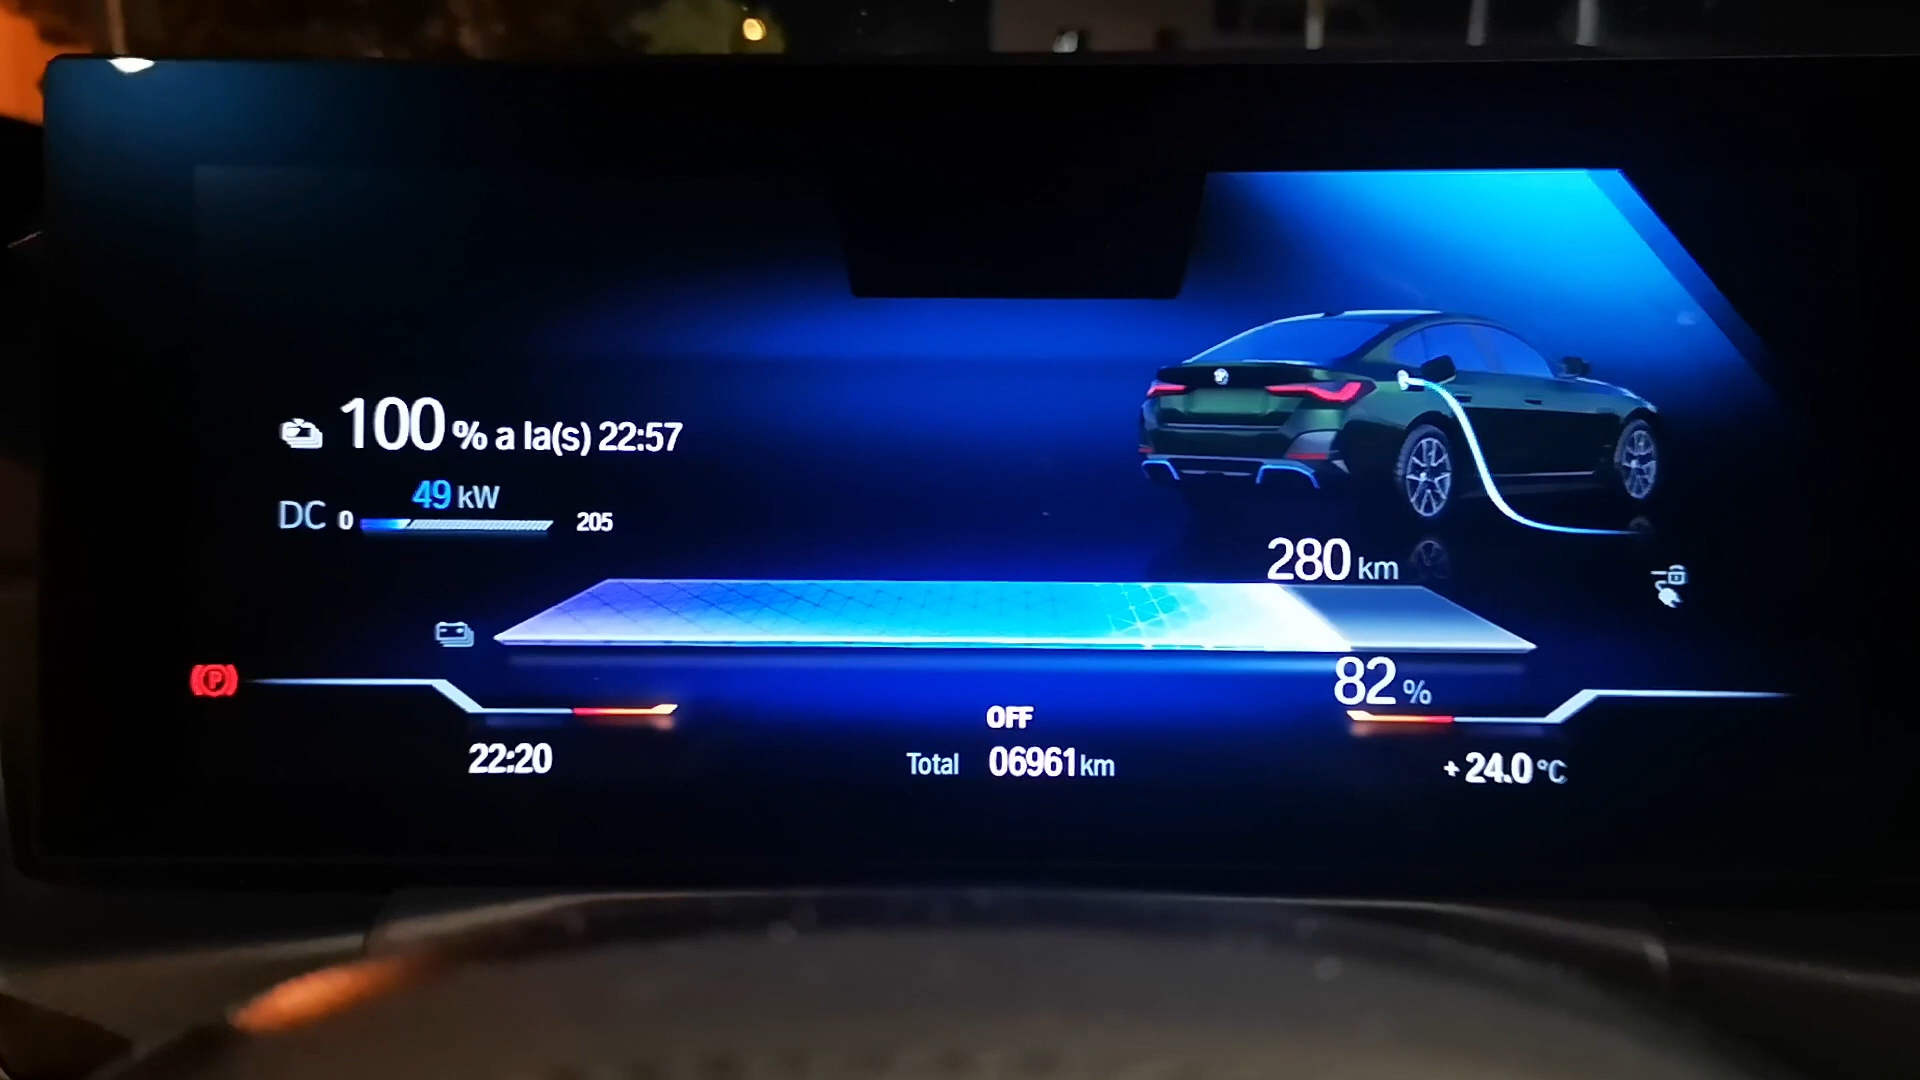 100 % a la(s) 22:57
49 kW
DC 0 205
280 km
82 %
P
OFF
22:20 Total 06961 km + 24.0 °C